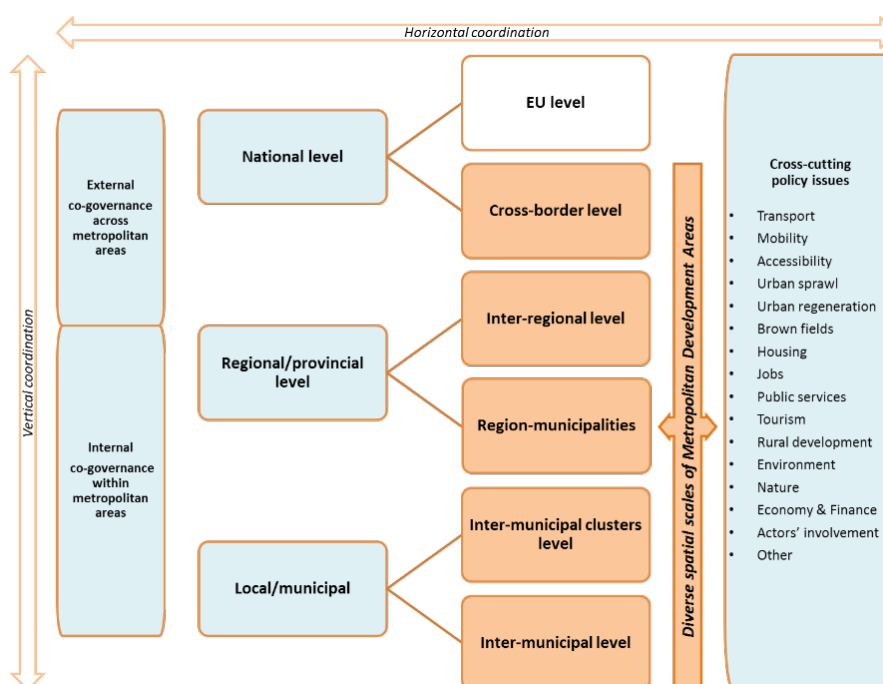 Horizontal coordination
Vertical coordination
External
co-governance
across
metropolitan
areas
Internal
co-governance
within
metropolitan
areas
National level
Regional/provincial
level
Local/municipal
EU level
Cross-border level
Inter-regional level
Region-municipalities
Inter-municipal clusters
level
Inter-municipal level
Diverse spatial scales of Metropolitan Development Areas
Cross-cutting
policy issues
• Transport
• Mobility
• Accessibility
• Urban sprawl
• Urban regeneration
• Brown fields
• Housing
• Jobs
• Public services
• Tourism
• Rural development
• Environment
• Nature
• Economy & Finance
• Actors’ involvement
• Other